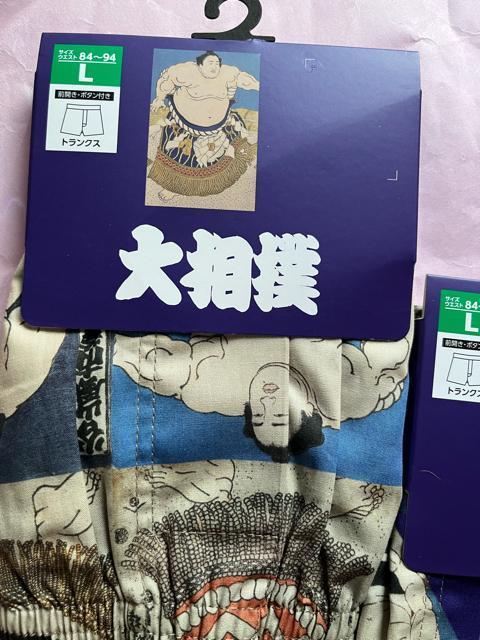 サイズ
ウエスト 84〜94
L
前開き・ボタン付き
トランクス
大相撲
サイズ
ウエスト 84
L
前開き・ボタン
トランクス